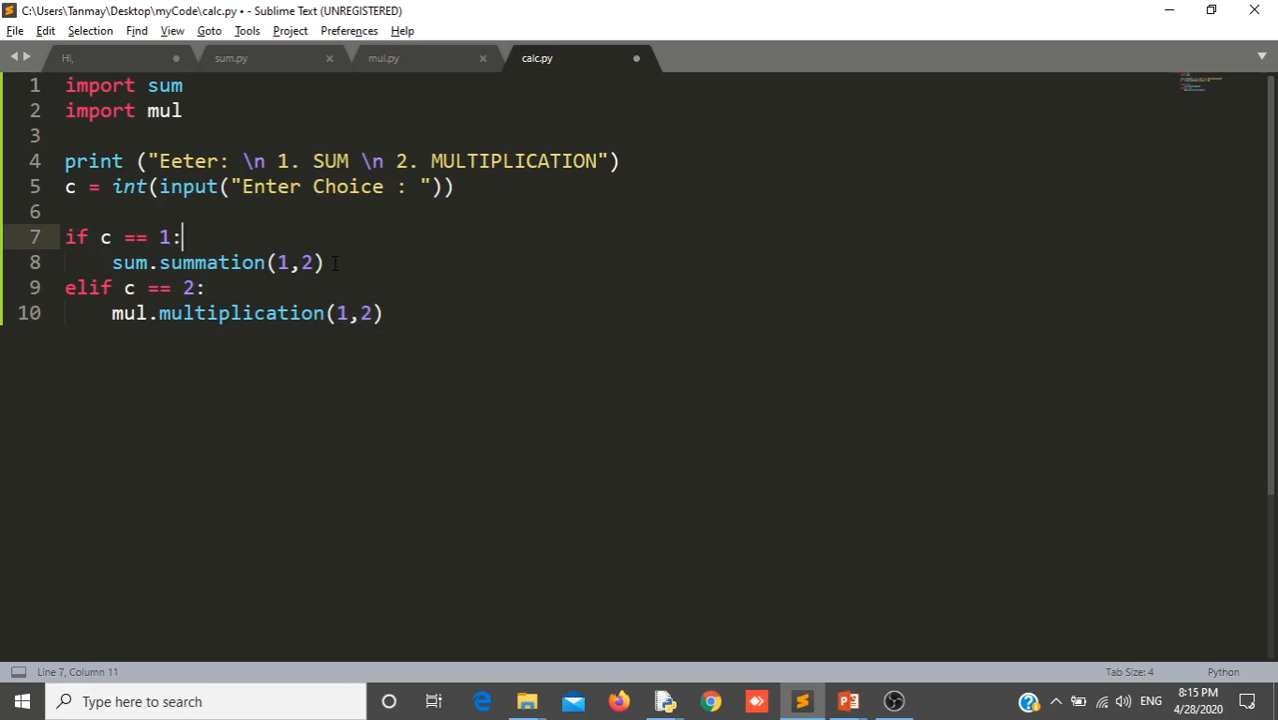 C:\Users\Tanmay\Desktop\myCode\calc.py • - Sublime Text (UNREGISTERED)
File Edit Selection Find View Goto Tools Project Preferences Help
Hi, sum.py mul.py calc.py
1 import sum
2 import mul
3
4 print ("Eeter: \n 1. SUM \n 2. MULTIPLICATION")
5 c = int(input("Enter Choice : "))
6
7 if c == 1:
8 sum.summation(1,2)
9 elif c == 2:
10 mul.multiplication(1,2)
Line 7, Column 11 Tab Size: 4 Python
Type here to search ENG 8:15 PM
4/28/2020